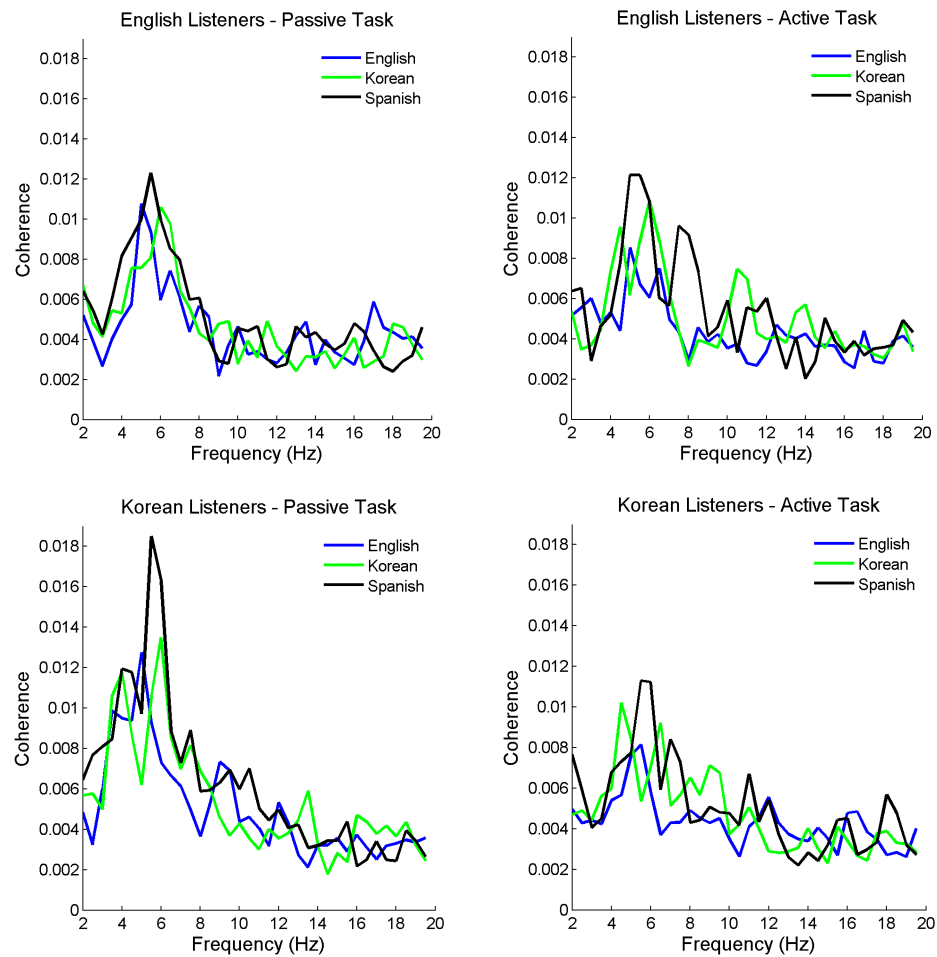 English Listeners - Passive Task
English
Korean
Spanish
Coherence
0.018
0.016
0.014
0.012
0.01
0.008
0.006
0.004
0.002
0
2 4 6 8 10 12 14 16 18 20
Frequency (Hz)
English Listeners - Active Task
English
Korean
Spanish
Coherence
0.018
0.016
0.014
0.012
0.01
0.008
0.006
0.004
0.002
0
2 4 6 8 10 12 14 16 18 20
Frequency (Hz)
Korean Listeners - Passive Task
English
Korean
Spanish
Coherence
0.018
0.016
0.014
0.012
0.01
0.008
0.006
0.004
0.002
0
2 4 6 8 10 12 14 16 18 20
Frequency (Hz)
Korean Listeners - Active Task
English
Korean
Spanish
Coherence
0.018
0.016
0.014
0.012
0.01
0.008
0.006
0.004
0.002
0
2 4 6 8 10 12 14 16 18 20
Frequency (Hz)